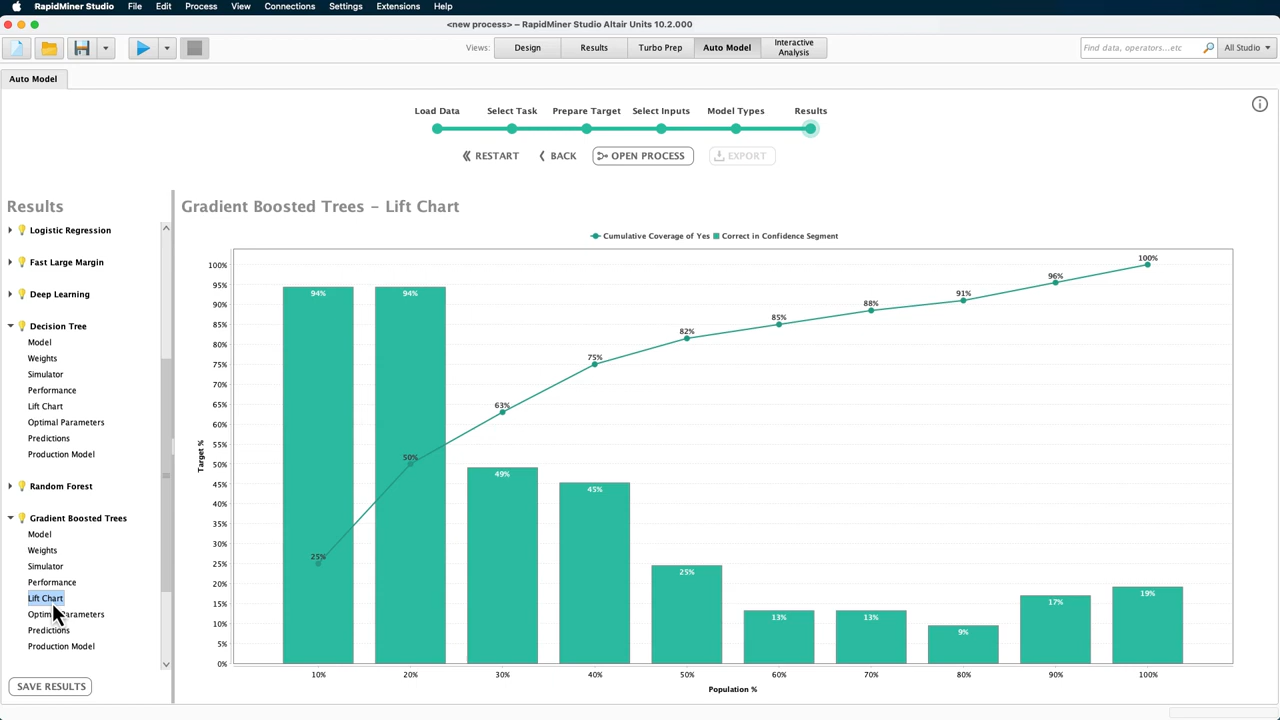 RapidMiner Studio File Edit Process View Connections Settings Extensions Help
<new process> – RapidMiner Studio Altair Units 10.2.000
Views: Design Results Turbo Prep Auto Model Interactive Analysis Find data, operators...etc All Studio
Auto Model
Load Data Select Task Prepare Target Select Inputs Model Types Results
RESTART BACK OPEN PROCESS EXPORT
Results
Logistic Regression
Fast Large Margin
Deep Learning
Decision Tree
Model
Weights
Simulator
Performance
Lift Chart
Optimal Parameters
Predictions
Production Model
Random Forest
Gradient Boosted Trees
Model
Weights
Simulator
Performance
Lift Chart
Parameters
Predictions
Production Model
SAVE RESULTS
Gradient Boosted Trees – Lift Chart
Cumulative Coverage of Yes Correct in Confidence Segment
Target %
100%
95%
90%
85%
80%
75%
70%
65%
60%
55%
50%
45%
40%
35%
30%
25%
20%
15%
10%
5%
0%
25% 50% 63% 75% 82% 85% 88% 91% 96% 100%
94% 94% 49% 45% 25% 13% 13% 9% 17% 19%
10% 20% 30% 40% 50% 60% 70% 80% 90% 100%
Population %